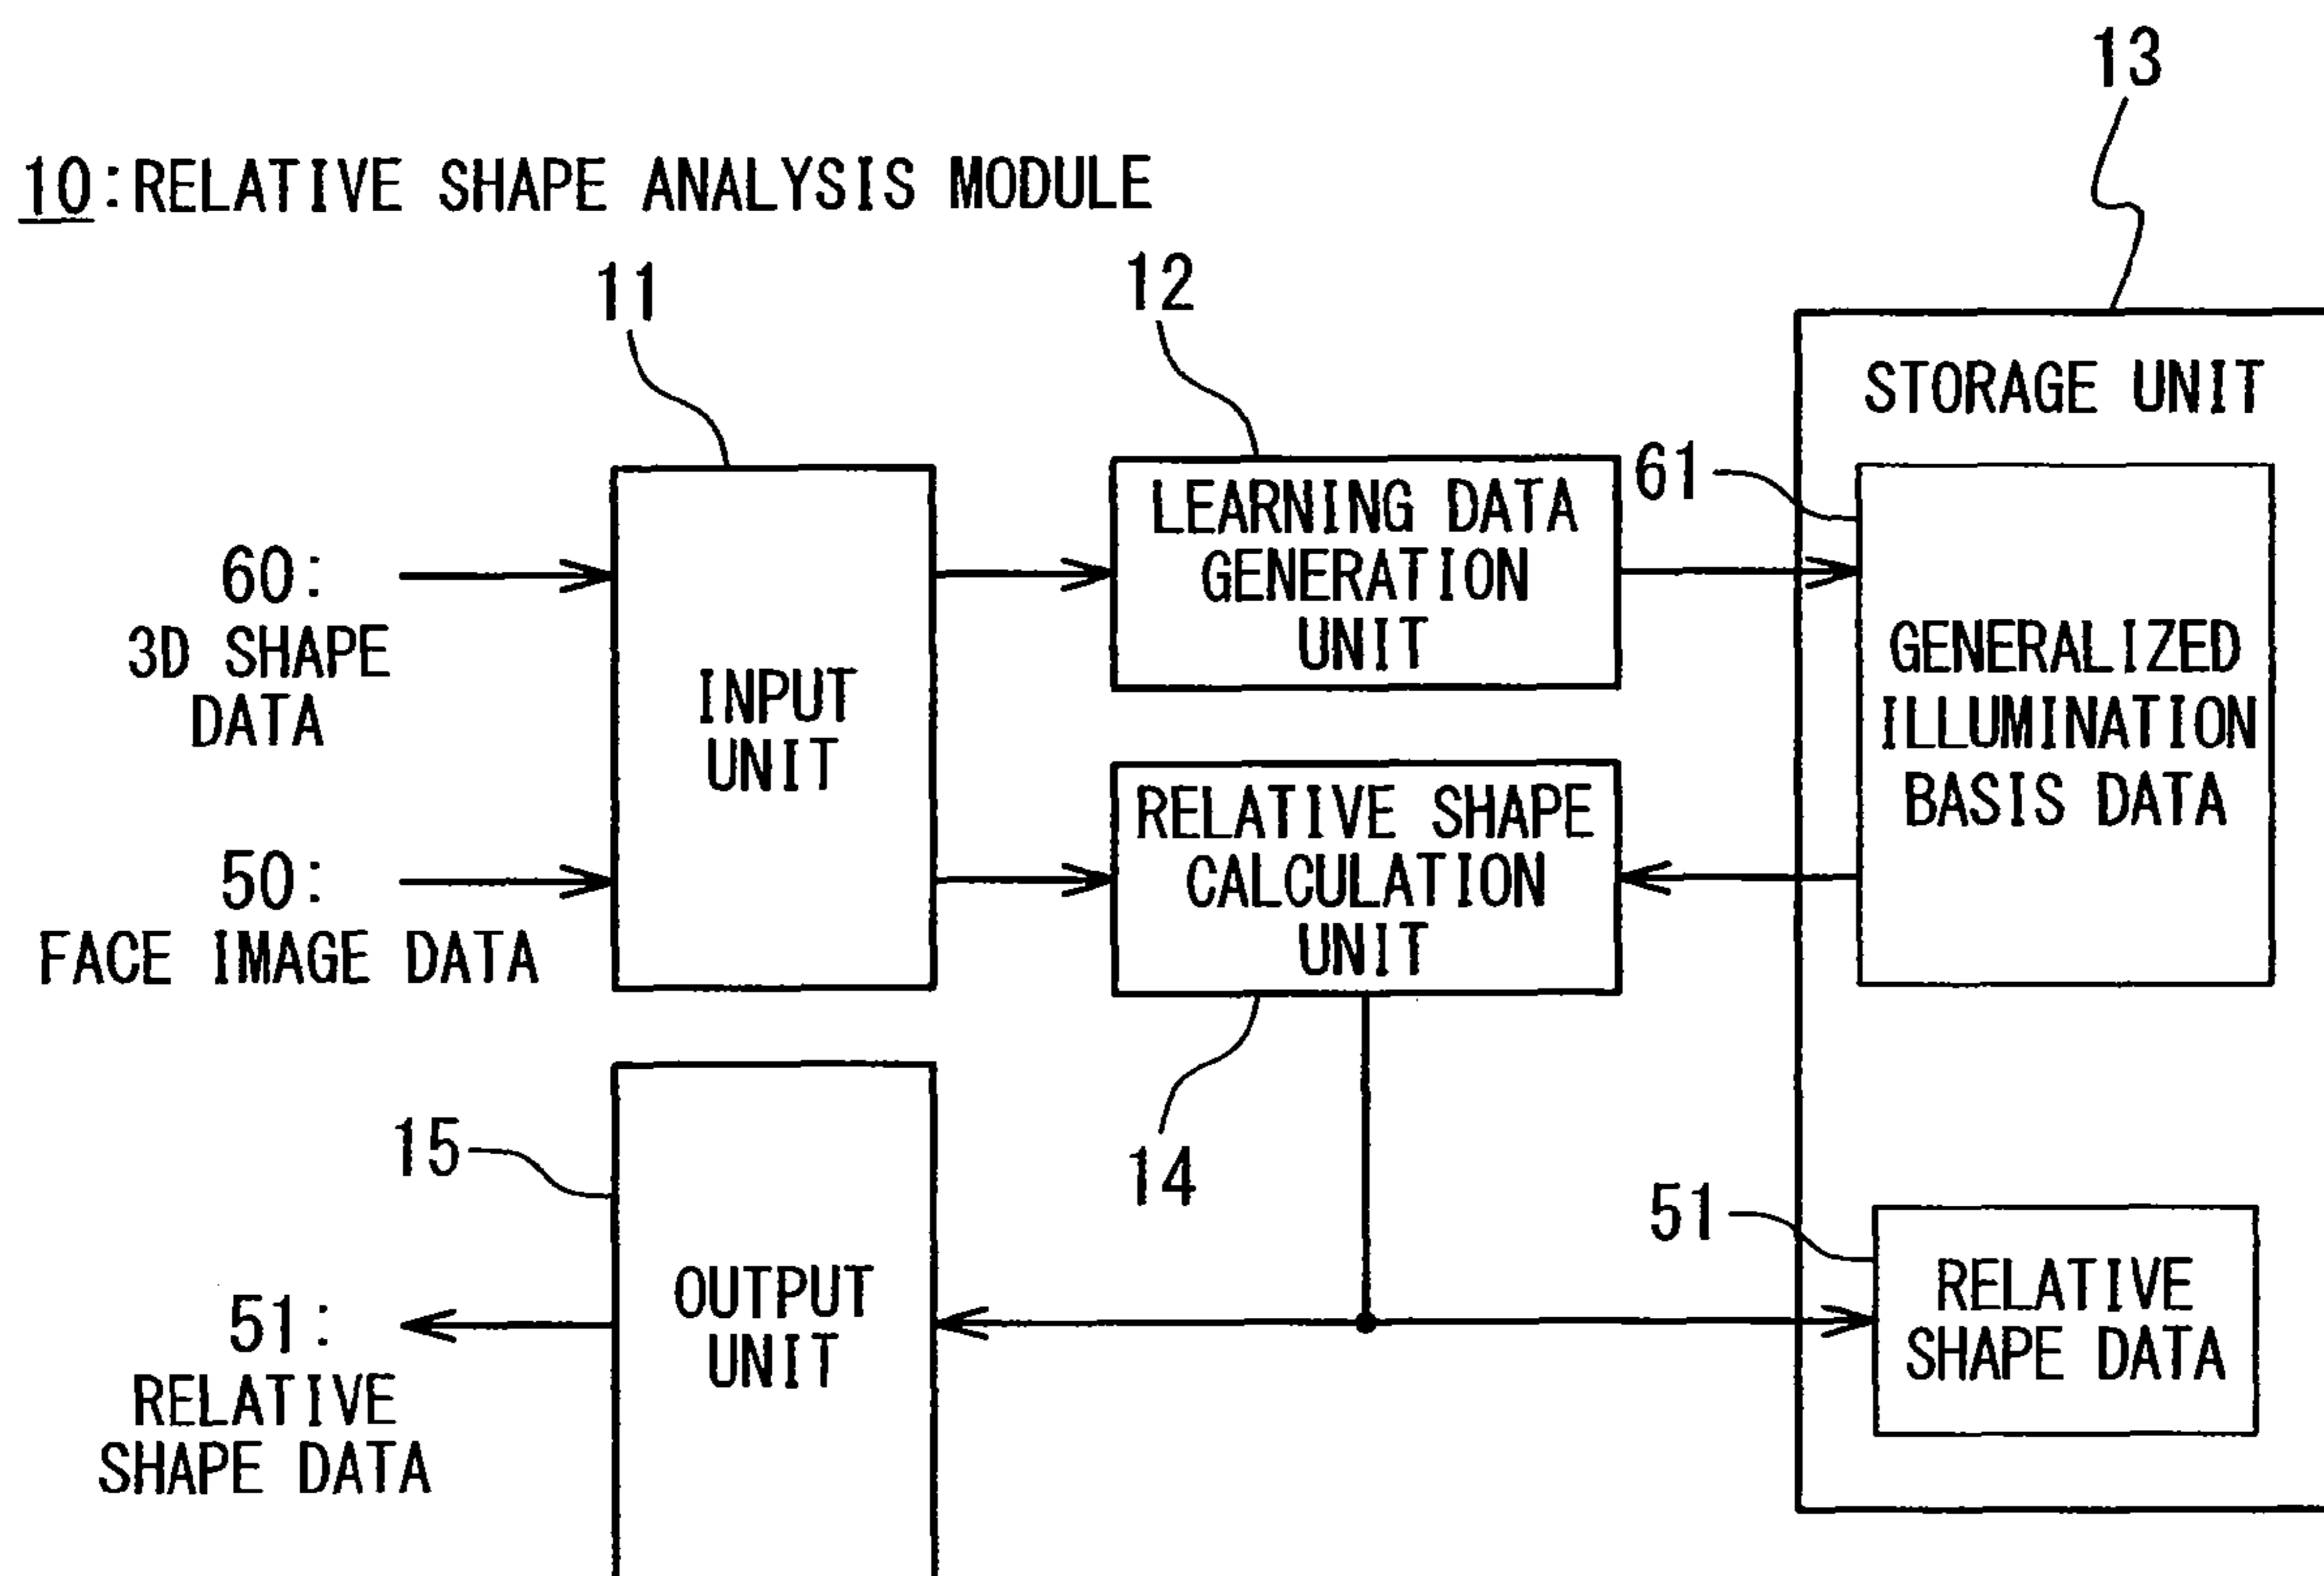 13
10:RELATIVE SHAPE ANALYSIS MODULE
11
12
STORAGE UNIT
61
LEARNING DATA
GENERATION
UNIT
60:
3D SHAPE
DATA
INPUT
UNIT
GENERALIZED
ILLUMINATION
BASIS DATA
RELATIVE SHAPE
CALCULATION
UNIT
50:
FACE IMAGE DATA
15
14
51
OUTPUT
UNIT
RELATIVE
SHAPE DATA
51:
RELATIVE
SHAPE DATA